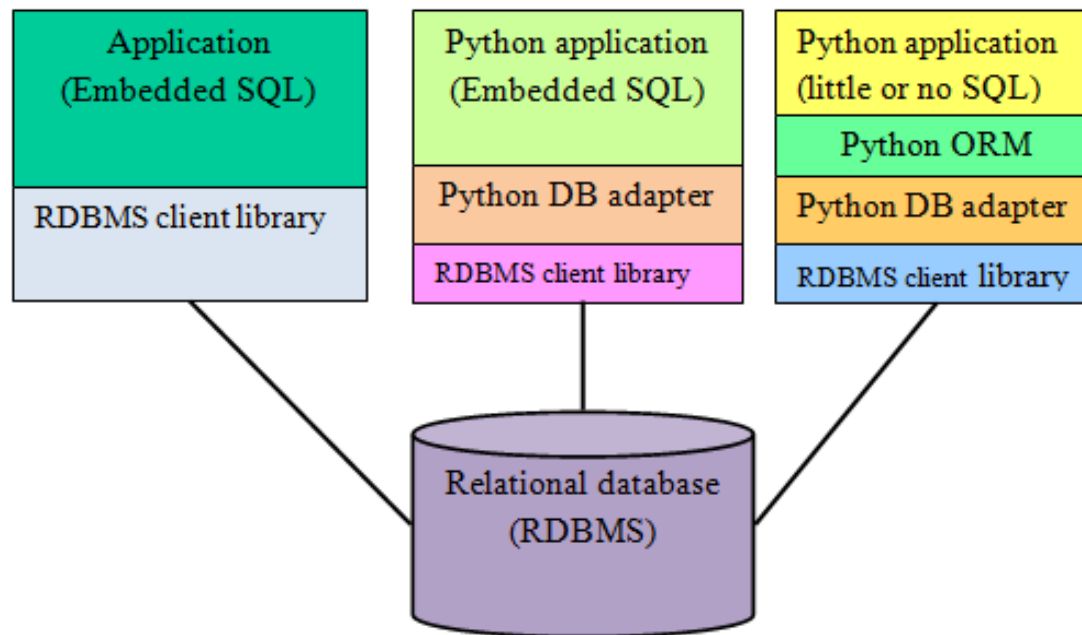 Application
(Embedded SQL)
RDBMS client library
Python application
(Embedded SQL)
Python DB adapter
RDBMS client library
Python application
(little or no SQL)
Python ORM
Python DB adapter
RDBMS client library
Relational database
(RDBMS)